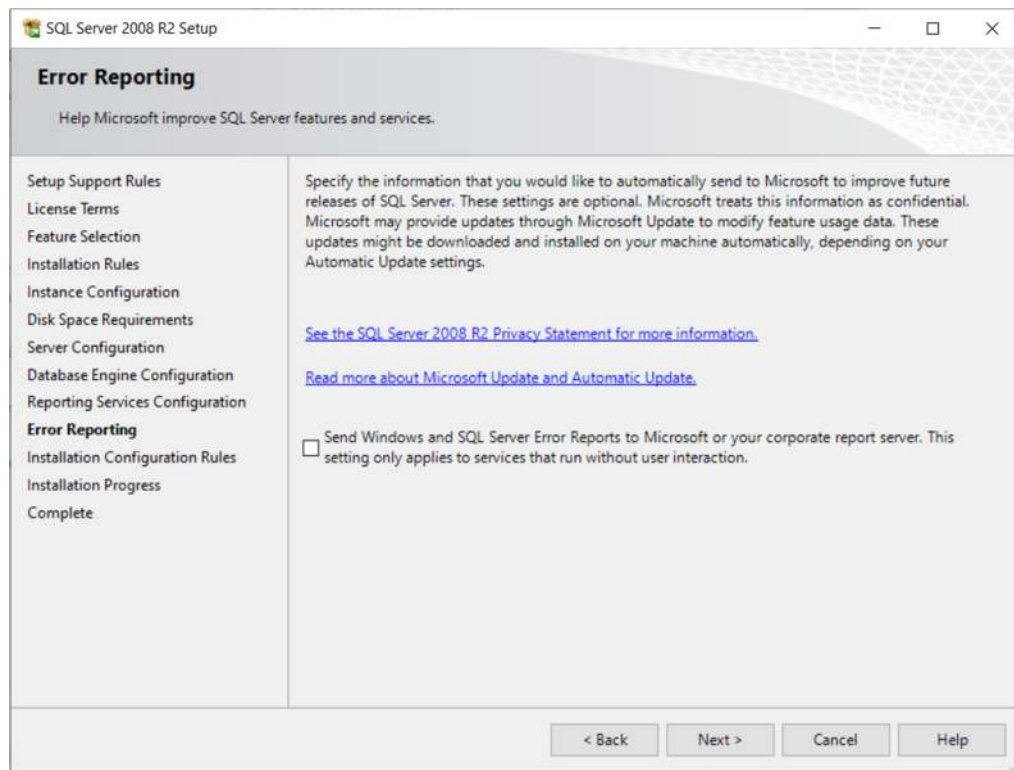 SQL Server 2008 R2 Setup
Error Reporting
Help Microsoft improve SQL Server features and services.
Setup Support Rules
License Terms
Feature Selection
Installation Rules
Instance Configuration
Disk Space Requirements
Server Configuration
Database Engine Configuration
Reporting Services Configuration
Error Reporting
Installation Configuration Rules
Installation Progress
Complete
Specify the information that you would like to automatically send to Microsoft to improve future
releases of SQL Server. These settings are optional. Microsoft treats this information as confidential.
Microsoft may provide updates through Microsoft Update to modify feature usage data. These
updates might be downloaded and installed on your machine automatically, depending on your
Automatic Update settings.
See the SQL Server 2008 R2 Privacy Statement for more information.
Read more about Microsoft Update and Automatic Update.
Send Windows and SQL Server Error Reports to Microsoft or your corporate report server. This
setting only applies to services that run without user interaction.
< Back Next > Cancel Help